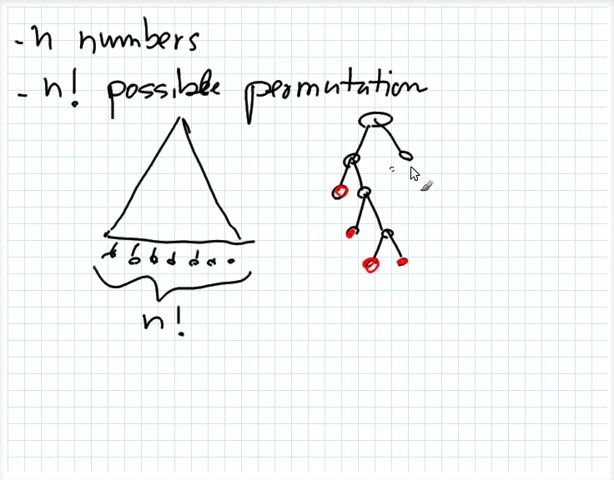 - n numbers
- n! possible permutation
n!